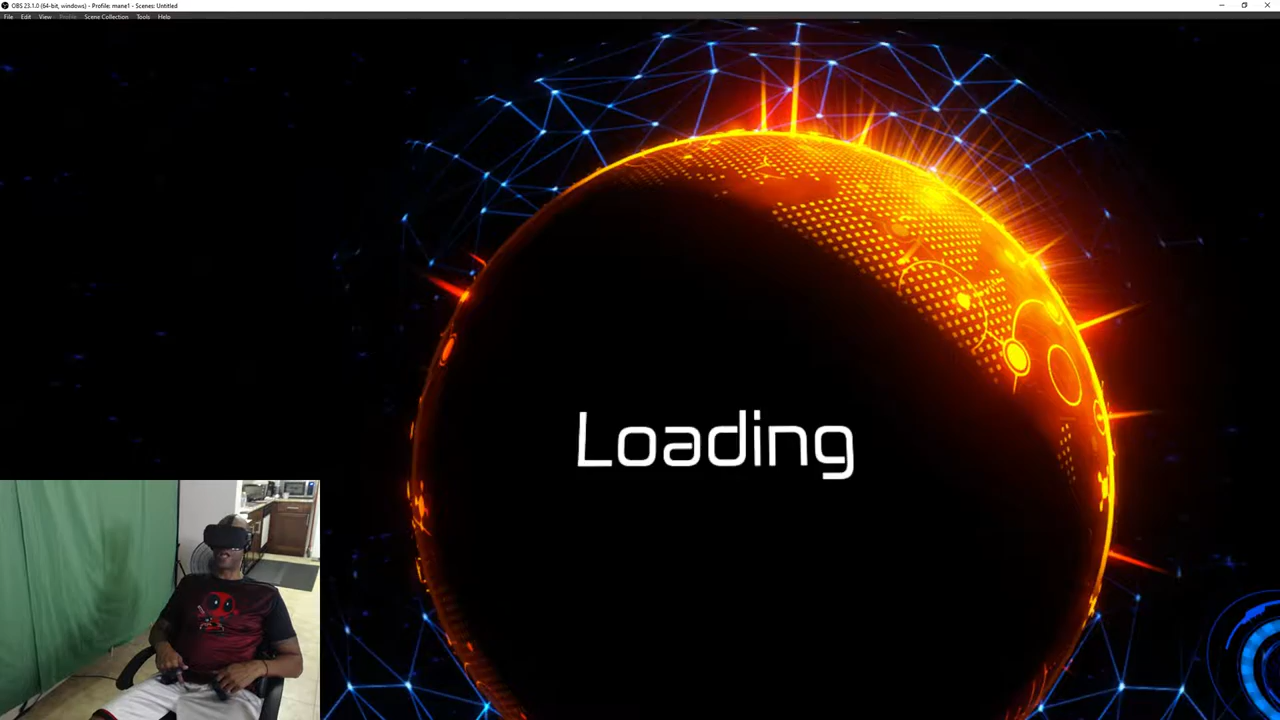 OBS 23.1.0 (64-bit, windows) - Profile: mane1 - Scenes: Untitled
File Edit View Profile Scene Collection Tools Help
Loading